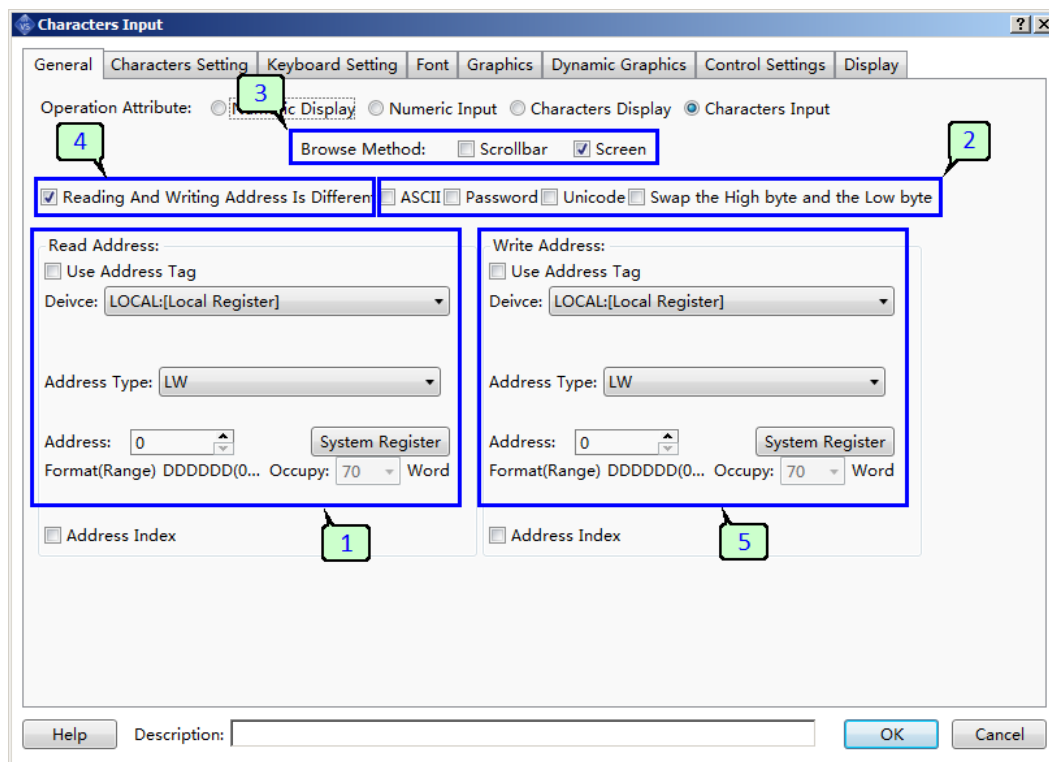 Characters Input
General Characters Setting Keyboard Setting Font Graphics Dynamic Graphics Control Settings Display
3
Operation Attribute: Display Numeric Input Characters Display Characters Input
4
Browse Method: Scrollbar Screen
2
Reading And Writing Address Is Differen ASCII Password Unicode Swap the High byte and the Low byte
Read Address: Write Address:
Use Address Tag Use Address Tag
Deivce: LOCAL:[Local Register] Deivce: LOCAL:[Local Register]
Address Type: LW Address Type: LW
Address: 0 System Register Address: 0 System Register
Format(Range) DDDDDD(0... Occupy: 70 Word Format(Range) DDDDDD(0... Occupy: 70 Word
Address Index 1 Address Index 5
Help Description: OK Cancel